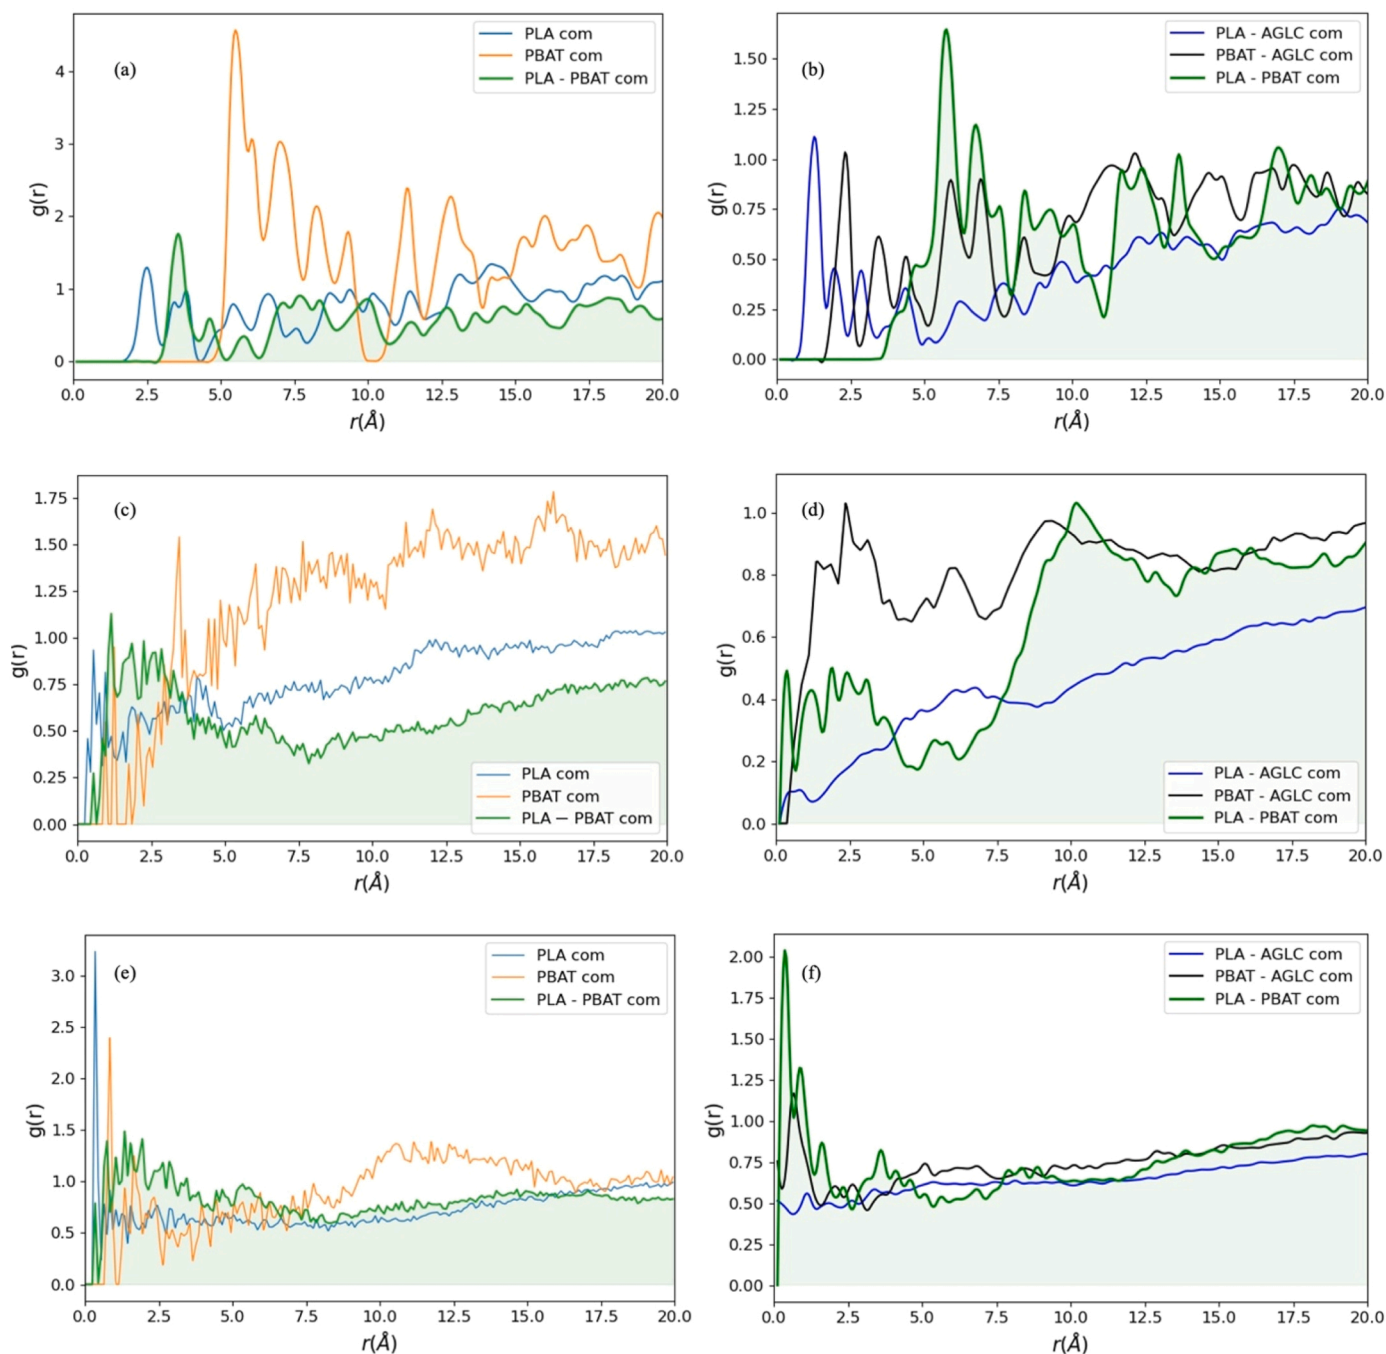 (a)
PLA com
PBAT com
PLA - PBAT com
g(r)
4
3
2
1
0
0.0 2.5 5.0 7.5 10.0 12.5 15.0 17.5 20.0
r(Å)
(b)
PLA - AGLC com
PBAT - AGLC com
PLA - PBAT com
g(r)
1.50
1.25
1.00
0.75
0.50
0.25
0.00
0.0 2.5 5.0 7.5 10.0 12.5 15.0 17.5 20.0
r(Å)
(c)
g(r)
1.75
1.50
1.25
1.00
0.75
0.50
0.25
0.00
PLA com
PBAT com
PLA − PBAT com
0.0 2.5 5.0 7.5 10.0 12.5 15.0 17.5 20.0
r(Å)
(d)
g(r)
1.0
0.8
0.6
0.4
0.2
0.0
PLA - AGLC com
PBAT - AGLC com
PLA - PBAT com
0.0 2.5 5.0 7.5 10.0 12.5 15.0 17.5 20.0
r(Å)
(e)
PLA com
PBAT com
PLA - PBAT com
g(r)
3.0
2.5
2.0
1.5
1.0
0.5
0.0
0.0 2.5 5.0 7.5 10.0 12.5 15.0 17.5 20.0
r(Å)
(f)
PLA - AGLC com
PBAT - AGLC com
PLA - PBAT com
g(r)
2.00
1.75
1.50
1.25
1.00
0.75
0.50
0.25
0.00
0.0 2.5 5.0 7.5 10.0 12.5 15.0 17.5 20.0
r(Å)